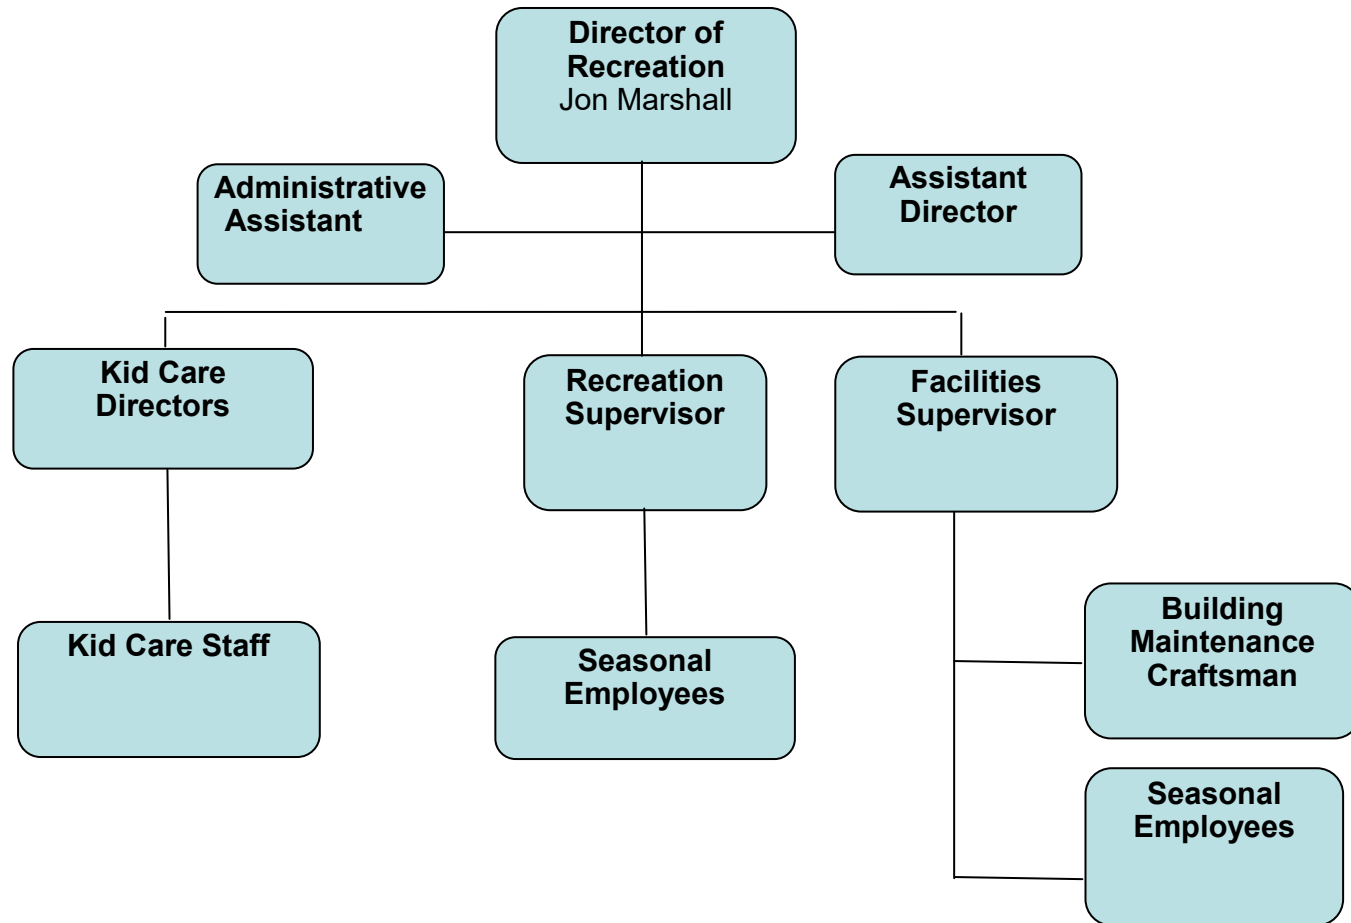 Director of
Recreation
Jon Marshall
Administrative
Assistant
Assistant
Director
Kid Care
Directors
Recreation
Supervisor
Facilities
Supervisor
Kid Care Staff
Seasonal
Employees
Building
Maintenance
Craftsman
Seasonal
Employees